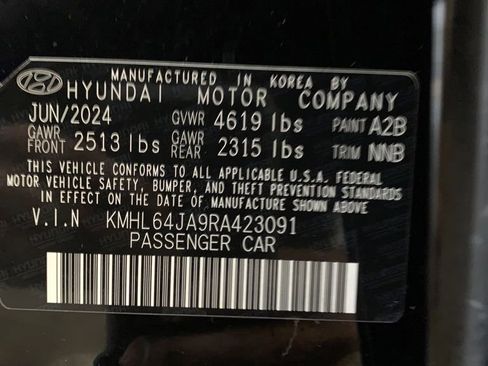 MANUFACTURED IN KOREA BY
HYUNDAI MOTOR COMPANY
JUN/2024 GVWR 4619 lbs PAINT A2B
GAWR FRONT 2513 lbs GAWR REAR 2315 lbs TRIM NNB
THIS VEHICLE CONFORMS TO ALL APPLICABLE U.S.A. FEDERAL
MOTOR VEHICLE SAFETY, BUMPER, AND THEFT PREVENTION STANDARDS
IN EFFECT ON THE DATE OF MANUFACTURE SHOWN ABOVE.
V.I.N KMHL64JA9RA423091
PASSENGER CAR